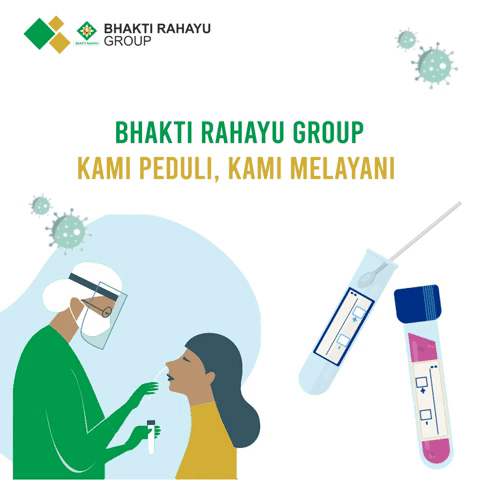 BHAKTI RAHAYU
GROUP
BHAKTI RAHAYU GROUP
KAMI PEDULI, KAMI MELAYANI